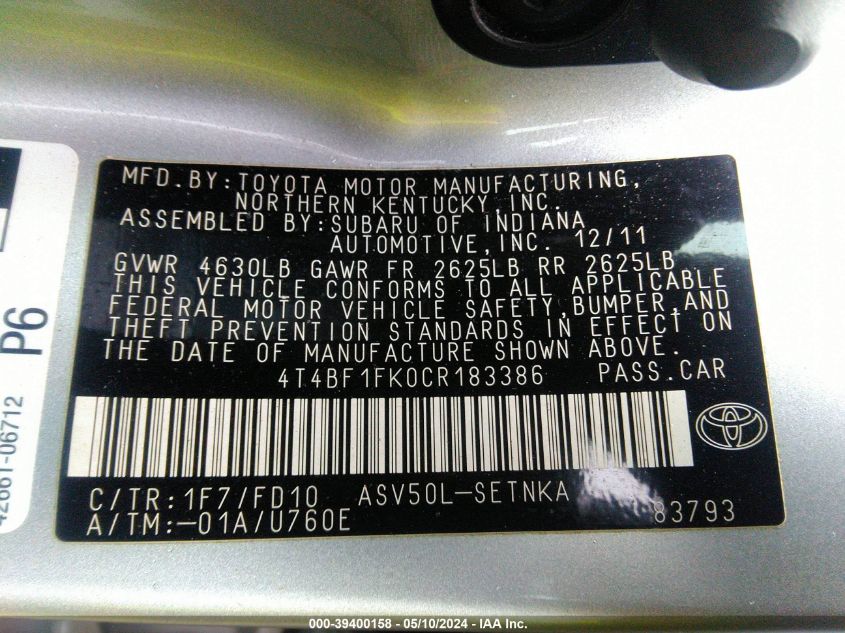 MFD.BY:TOYOTA MOTOR MANUFACTURING,
NORTHERN KENTUCKY,INC.
ASSEMBLED BY:SUBARU OF INDIANA
AUTOMOTIVE,INC. 12/11
GVWR 4630LB GAWR FR 2625LB RR 2625LB
THIS VEHICLE CONFORMS TO ALL APPLICABLE
FEDERAL MOTOR VEHICLE SAFETY,BUMPER,AND
THEFT PREVENTION STANDARDS IN EFFECT ON
THE DATE OF MANUFACTURE SHOWN ABOVE.
4T4BF1FK0CR183386 PASS.CAR
C/TR:1F7/FD10 ASV50L-SETNKA
A/TM:-01A/U760E 83793
P6
42661-06712
000-39400158 - 05/10/2024 - IAA Inc.